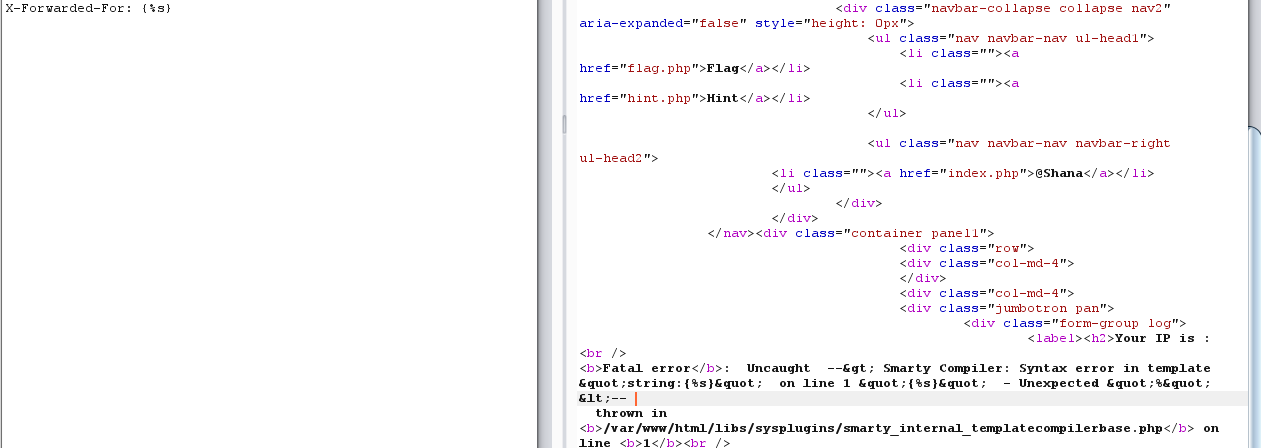 X-Forwarded-For: {%s}
<div class="navbar-collapse collapse nav2"
aria-expanded="false" style="height: 0px">
<ul class="nav navbar-nav ul-head1">
<li class=""><a
href="flag.php">Flag</a></li>
<li class=""><a
href="hint.php">Hint</a></li>
</ul>
<ul class="nav navbar-nav navbar-right
ul-head2">
<li class=""><a href="index.php">@Shana</a></li>
</ul>
</div>
</div>
</nav><div class="container panel1">
<div class="row">
<div class="col-md-4">
</div>
<div class="col-md-4">
<div class="jumbotron pan">
<div class="form-group log">
<label><h2>Your IP is :
<br />
<b>Fatal error</b>:  Uncaught  --&gt; Smarty Compiler: Syntax error in template
&quot;string:{%s}&quot;  on line 1 &quot;{%s}&quot;  - Unexpected &quot;%&quot;
&lt;--
thrown in
<b>/var/www/html/libs/sysplugins/smarty_internal_templatecompilerbase.php</b> on
line <b>1</b><br />